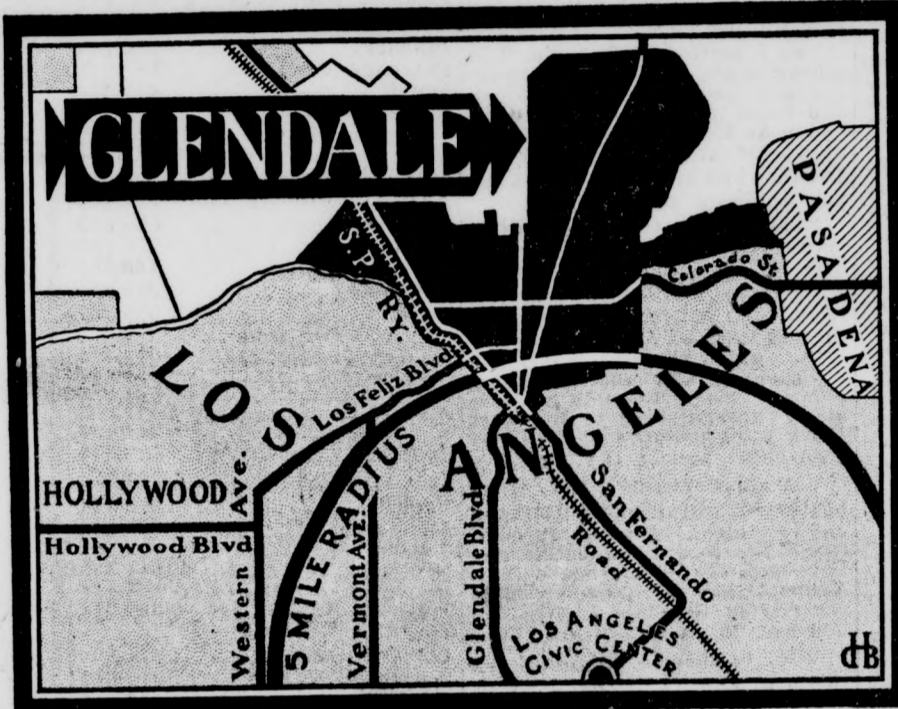 GLENDALE
PASADENA
S.P. RY.
Colorado St.
LOS ANGELES
Los Feliz Blvd
HOLLYWOOD
Hollywood Blvd
Western Ave.
5 MILE RADIUS
Vermont Ave.
Glendale Blvd
San Fernando
Road
LOS ANGELES
CIVIC CENTER